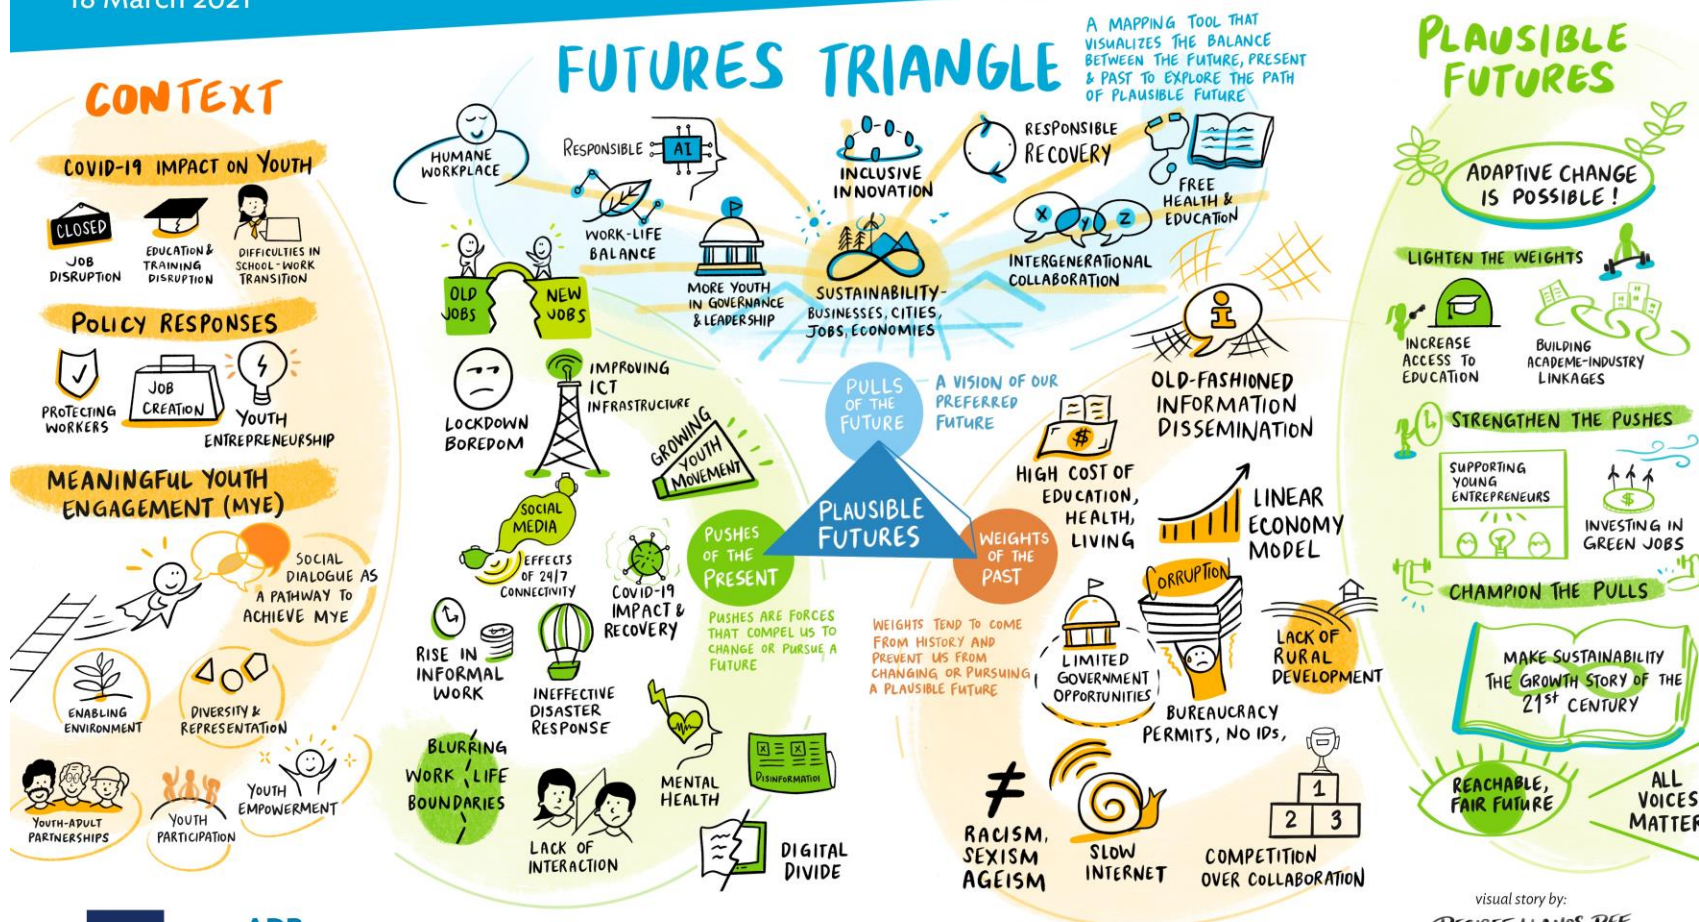 18 March 2021
FUTURES TRIANGLE
A MAPPING TOOL THAT
VISUALIZES THE BALANCE
BETWEEN THE FUTURE, PRESENT
& PAST TO EXPLORE THE PATH
OF PLAUSIBLE FUTURE
CONTEXT
COVID-19 IMPACT ON YOUTH
CLOSED
JOB
DISRUPTION
EDUCATION &
TRAINING
DISRUPTION
DIFFICULTIES IN
SCHOOL-WORK
TRANSITION
POLICY RESPONSES
PROTECTING
WORKERS
JOB
CREATION
YOUTH
ENTREPRENEURSHIP
MEANINGFUL YOUTH
ENGAGEMENT (MYE)
SOCIAL
DIALOGUE AS
A PATHWAY TO
ACHIEVE MYE
ENABLING
ENVIRONMENT
DIVERSITY &
REPRESENTATION
YOUTH-ADULT
PARTNERSHIPS
YOUTH
PARTICIPATION
YOUTH
EMPOWERMENT
HUMANE
WORKPLACE
RESPONSIBLE
AI
WORK-LIFE
BALANCE
MORE YOUTH
IN GOVERNANCE
& LEADERSHIP
INCLUSIVE
INNOVATION
SUSTAINABILITY-
BUSINESSES, CITIES,
JOBS, ECONOMIES
RESPONSIBLE
RECOVERY
X
Y
Z
INTERGENERATIONAL
COLLABORATION
FREE
HEALTH &
EDUCATION
PULLS
OF THE
FUTURE
A VISION OF OUR
PREFERRED
FUTURE
PLAUSIBLE
FUTURES
OLD
JOBS
NEW
JOBS
LOCKDOWN
BOREDOM
IMPROVING
ICT
INFRASTRUCTURE
GROWING
YOUTH
MOVEMENT
SOCIAL
MEDIA
EFFECTS
OF 24/7
CONNECTIVITY
COVID-19
IMPACT &
RECOVERY
PUSHES
OF THE
PRESENT
PUSHES ARE FORCES
THAT COMPEL US TO
CHANGE OR PURSUE A
FUTURE
RISE IN
INFORMAL
WORK
INEFFECTIVE
DISASTER
RESPONSE
BLURRING
WORK LIFE
BOUNDARIES
LACK OF
INTERACTION
MENTAL
HEALTH
DISINFORMATION
DIGITAL
DIVIDE
i
OLD-FASHIONED
INFORMATION
DISSEMINATION
$
HIGH COST OF
EDUCATION,
HEALTH,
LIVING
LINEAR
ECONOMY
MODEL
WEIGHTS
OF THE
PAST
WEIGHTS TEND TO COME
FROM HISTORY AND
PREVENT US FROM
CHANGING OR PURSUING
A PLAUSIBLE FUTURE
LIMITED
GOVERNMENT
OPPORTUNITIES
CORRUPTION
BUREAUCRACY
PERMITS, NO IDS,
LACK OF
RURAL
DEVELOPMENT
≠
RACISM,
SEXISM
AGEISM
SLOW
INTERNET
1
2 3
COMPETITION
OVER COLLABORATION
PLAUSIBLE
FUTURES
ADAPTIVE CHANGE
IS POSSIBLE!
LIGHTEN THE WEIGHTS
INCREASE
ACCESS TO
EDUCATION
BUILDING
ACADEME-INDUSTRY
LINKAGES
STRENGTHEN THE PUSHES
SUPPORTING
YOUNG
ENTREPRENEURS
$
INVESTING IN
GREEN JOBS
CHAMPION THE PULLS
MAKE SUSTAINABILITY
THE GROWTH STORY OF THE
21st CENTURY
REACHABLE,
FAIR FUTURE
ALL
VOICES
MATTER
visual story by: